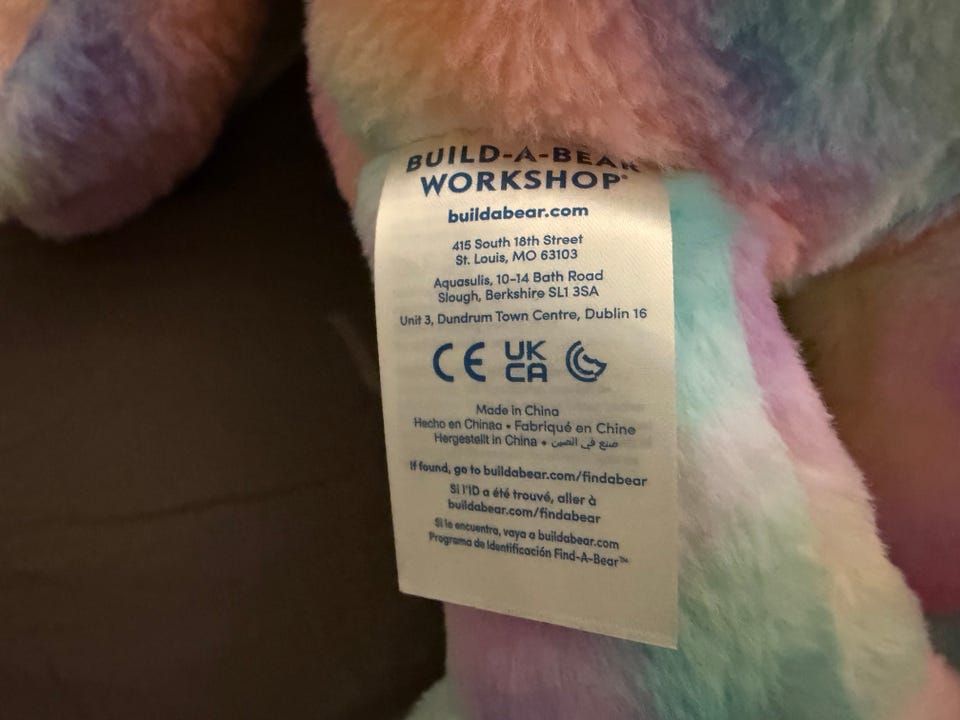 BUILD-A-BEAR
WORKSHOP®
buildabear.com
415 South 18th Street
St. Louis, MO 63103
Aquasulis, 10-14 Bath Road
Slough, Berkshire SL1 3SA
Unit 3, Dundrum Town Centre, Dublin 16
CE UK
CA
Made in China
Hecho en China • Fabriqué en Chine
Hergestellt in China • صنع في الصين
If found, go to buildabear.com/findabear
Si l'ID a été trouvé, aller à
buildabear.com/findabear
Si le encuentra, vaya a buildabear.com
Programa de Identificación Find-A-Bear™